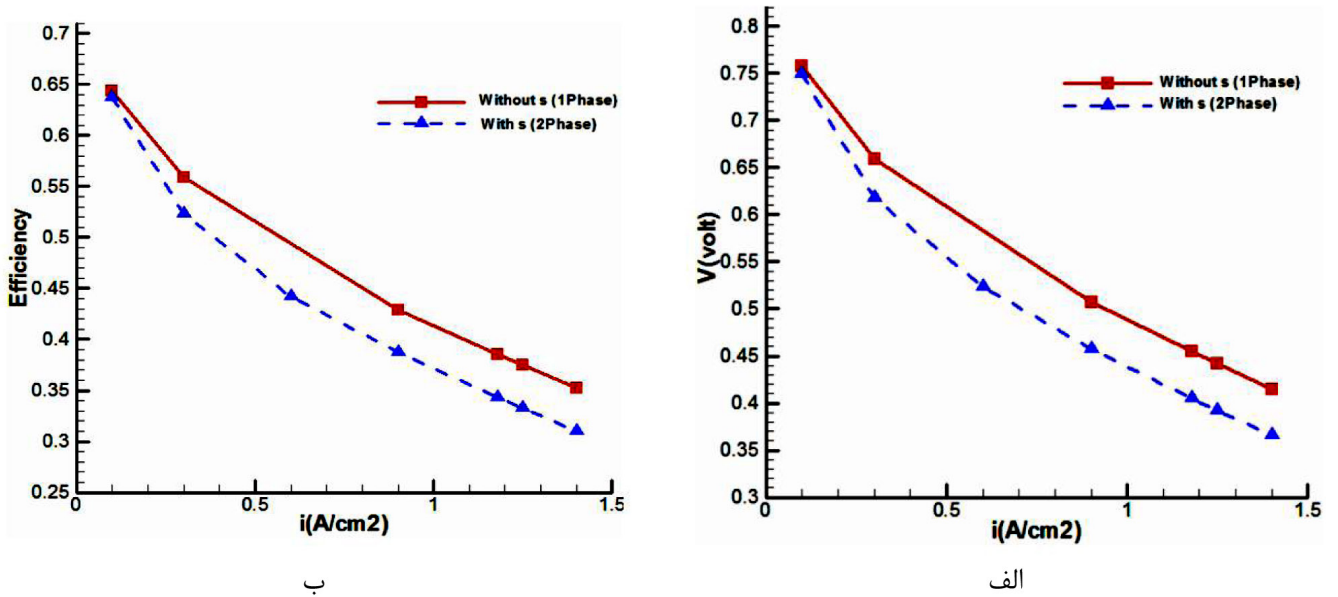 0.7
0.65
0.6
0.55
0.5
0.45
0.4
0.35
0.3
0.25
0
0.5
1
1.5
Efficiency
i(A/cm2)
Without s (1Phase)
With s (2Phase)
ب
0.8
0.75
0.7
0.65
0.6
0.55
0.5
0.45
0.4
0.35
0.3
0
0.5
1
1.5
V(volt)
i(A/cm2)
Without s (1Phase)
With s (2Phase)
الف